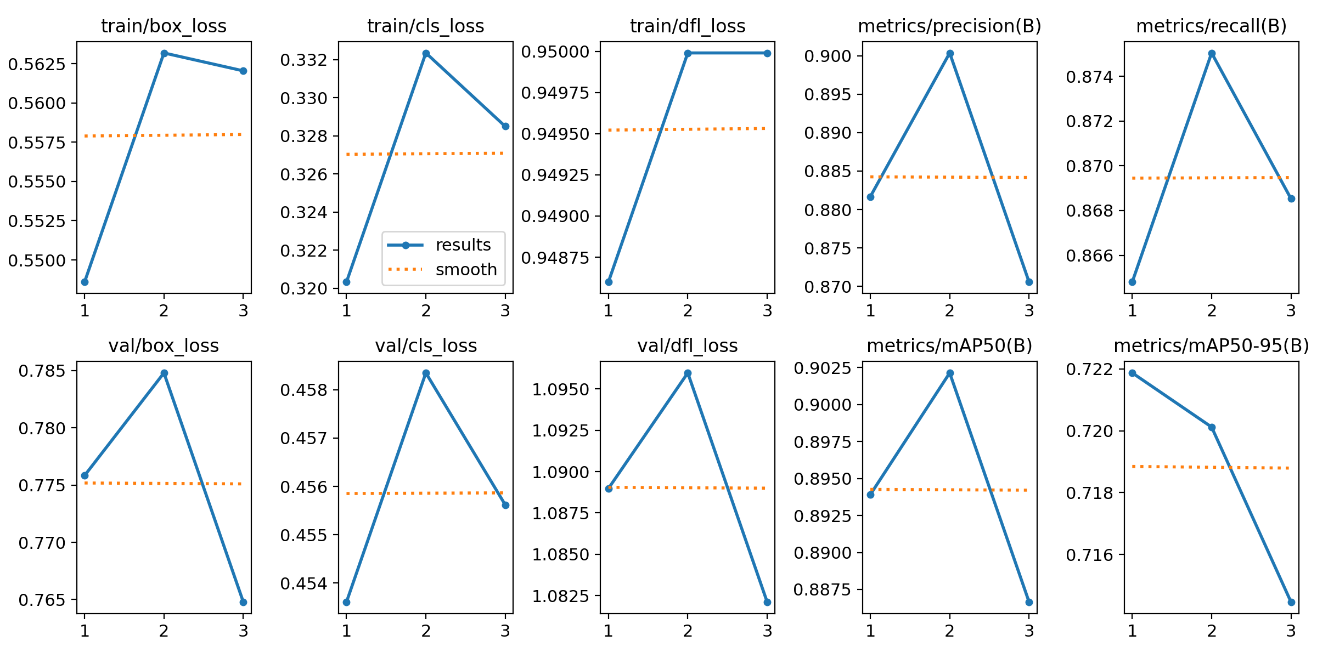 train/box_loss
0.5625
0.5600
0.5575
0.5550
0.5525
0.5500
1 2 3
train/cls_loss
0.332
0.330
0.328
0.326
0.324
0.322
0.320
results
smooth
1 2 3
train/dfl_loss
0.95000
0.94975
0.94950
0.94925
0.94900
0.94875
1 2 3
metrics/precision(B)
0.900
0.895
0.890
0.885
0.880
0.875
0.870
1 2 3
metrics/recall(B)
0.874
0.872
0.870
0.868
0.866
1 2 3
val/box_loss
0.785
0.780
0.775
0.770
0.765
1 2 3
val/cls_loss
0.458
0.457
0.456
0.455
0.454
1 2 3
val/dfl_loss
1.0950
1.0925
1.0900
1.0875
1.0850
1.0825
1 2 3
metrics/mAP50(B)
0.9025
0.9000
0.8975
0.8950
0.8925
0.8900
0.8875
1 2 3
metrics/mAP50-95(B)
0.722
0.720
0.718
0.716
1 2 3